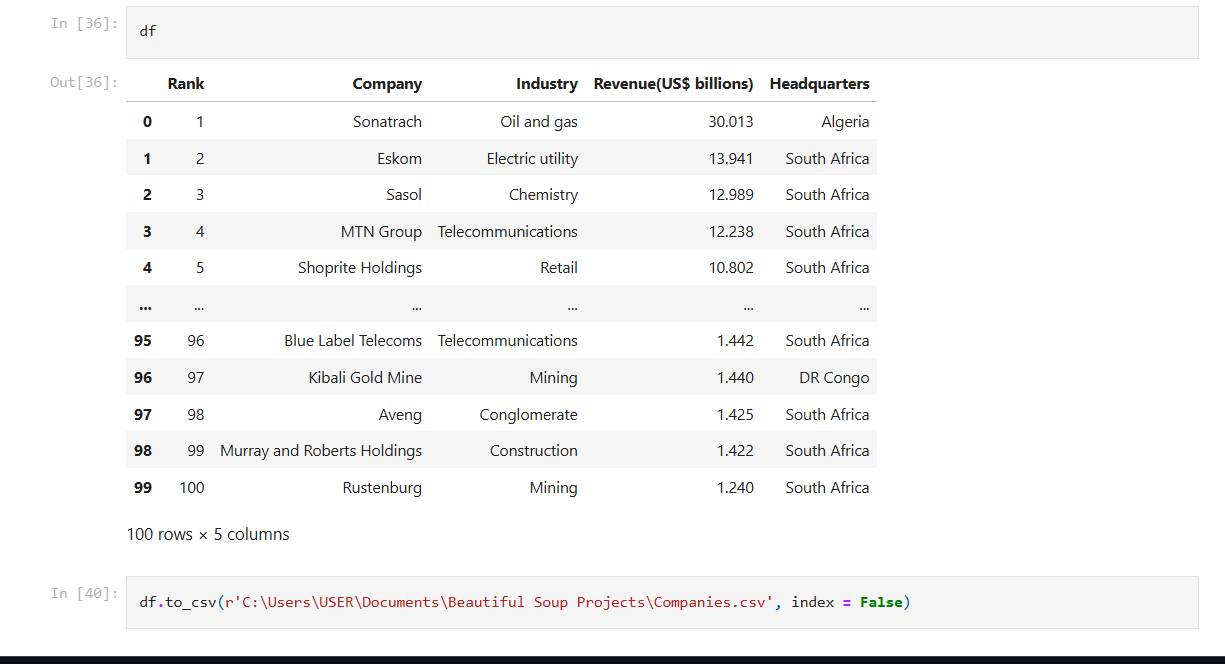 In [36]: df
Out[36]:
Rank Company Industry Revenue(US$ billions) Headquarters
0 1 Sonatrach Oil and gas 30.013 Algeria
1 2 Eskom Electric utility 13.941 South Africa
2 3 Sasol Chemistry 12.989 South Africa
3 4 MTN Group Telecommunications 12.238 South Africa
4 5 Shoprite Holdings Retail 10.802 South Africa
... ... ... ... ... ...
95 96 Blue Label Telecoms Telecommunications 1.442 South Africa
96 97 Kibali Gold Mine Mining 1.440 DR Congo
97 98 Aveng Conglomerate 1.425 South Africa
98 99 Murray and Roberts Holdings Construction 1.422 South Africa
99 100 Rustenburg Mining 1.240 South Africa
100 rows × 5 columns
In [40]: df.to_csv(r'C:\Users\USER\Documents\Beautiful Soup Projects\Companies.csv', index = False)